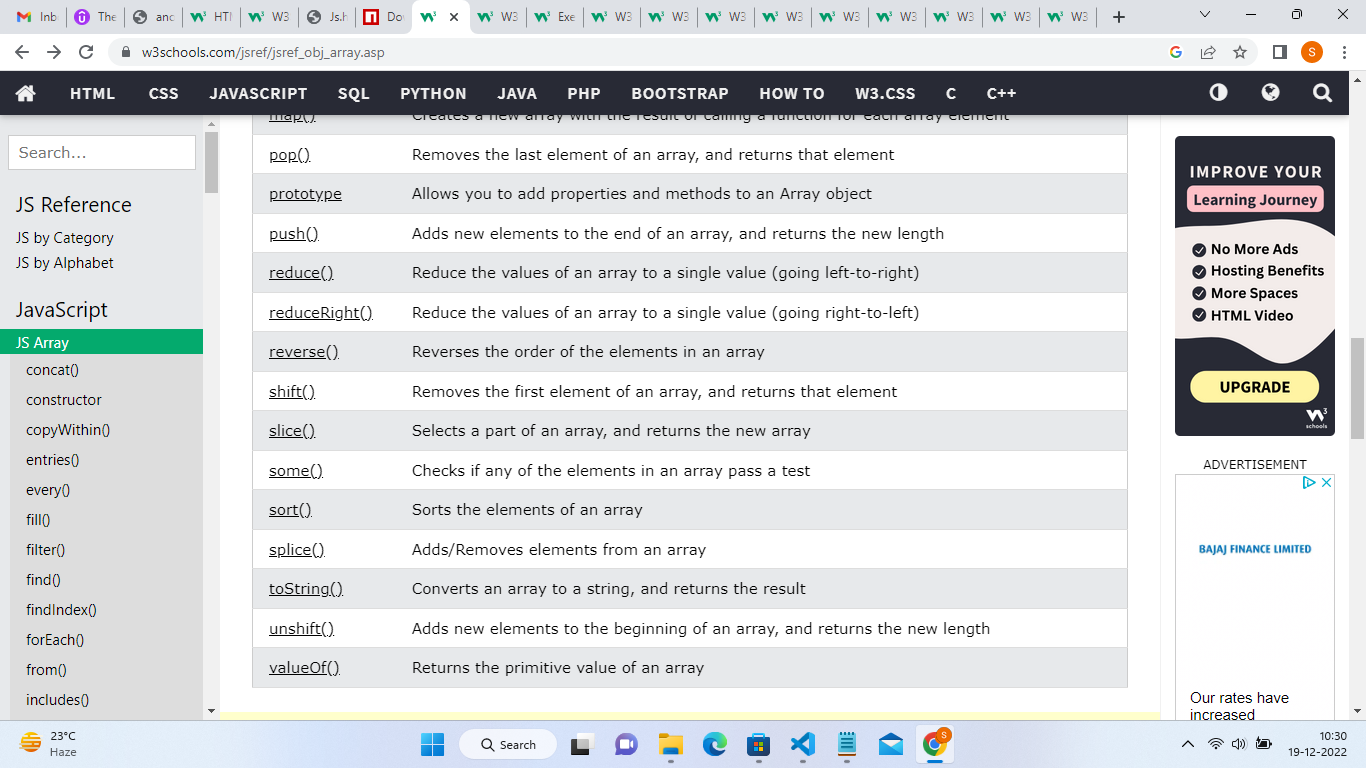 Inb
The
anc
HTM
W3
Js.h
Dov
W3
Exe
W3
W3
W3
W3
W3
W3
W3
W3
W3
w3schools.com/jsref/jsref_obj_array.asp
S
HTML CSS JAVASCRIPT SQL PYTHON JAVA PHP BOOTSTRAP HOW TO W3.CSS C C++
Search...
JS Reference
JS by Category
JS by Alphabet
JavaScript
JS Array
concat()
constructor
copyWithin()
entries()
every()
fill()
filter()
find()
findIndex()
forEach()
from()
includes()
map() Creates a new array with the result of calling a function for each array element
pop() Removes the last element of an array, and returns that element
prototype Allows you to add properties and methods to an Array object
push() Adds new elements to the end of an array, and returns the new length
reduce() Reduce the values of an array to a single value (going left-to-right)
reduceRight() Reduce the values of an array to a single value (going right-to-left)
reverse() Reverses the order of the elements in an array
shift() Removes the first element of an array, and returns that element
slice() Selects a part of an array, and returns the new array
some() Checks if any of the elements in an array pass a test
sort() Sorts the elements of an array
splice() Adds/Removes elements from an array
toString() Converts an array to a string, and returns the result
unshift() Adds new elements to the beginning of an array, and returns the new length
valueOf() Returns the primitive value of an array
IMPROVE YOUR
Learning Journey
No More Ads
Hosting Benefits
More Spaces
HTML Video
UPGRADE
schools
ADVERTISEMENT
BAJAJ FINANCE LIMITED
Our rates have
increased
23°C
Haze
Search
S
10:30
19-12-2022